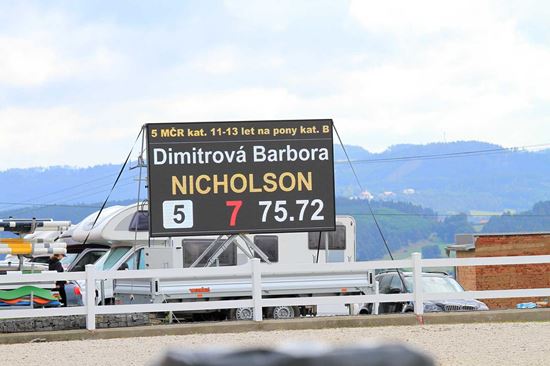 5 MČR kat. 11-13 let na pony kat. B
Dimitrová Barbora
NICHOLSON
5 7 75.72